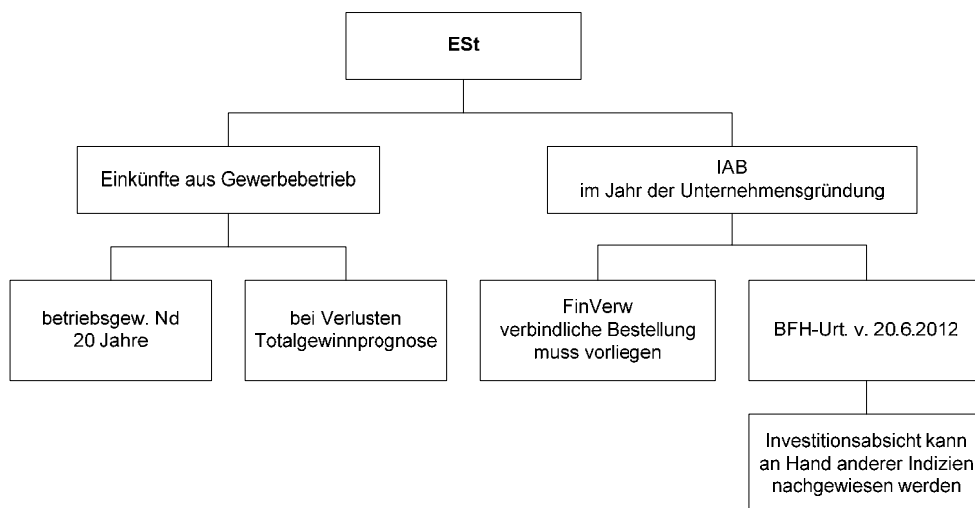 ESt
Einkünfte aus Gewerbebetrieb
IAB
im Jahr der Unternehmensgründung
betriebsgew. Nd
20 Jahre
bei Verlusten
Totalgewinnprognose
FinVerw
verbindliche Bestellung
muss vorliegen
BFH-Urt. v. 20.6.2012
Investitionsabsicht kann
an Hand anderer Indizien
nachgewiesen werden